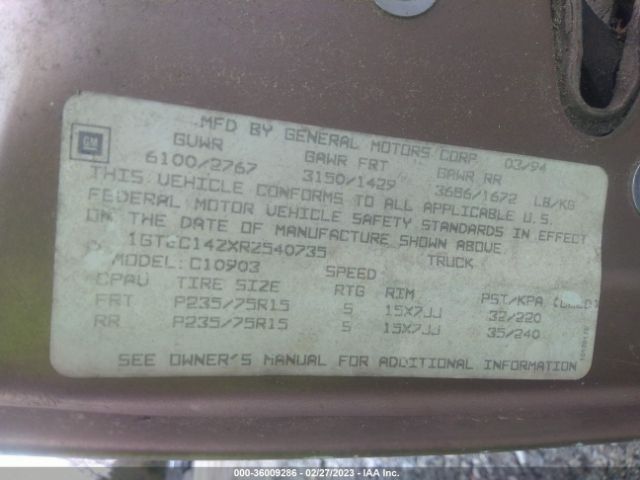 GM
MFD BY GENERAL MOTORS CORP 03/94
GVWR GAWR FRT GAWR RR
6100/2767 3150/1429 3686/1672 LB/KG
THIS VEHICLE CONFORMS TO ALL APPLICABLE U.S.
FEDERAL MOTOR VEHICLE SAFETY STANDARDS IN EFFECT
ON THE DATE OF MANUFACTURE SHOWN ABOVE.
1GTEC142XRZ540735 TRUCK
MODEL: C10903 SPEED
TIRE SIZE RTG RIM PSI/KPA (COLD)
FRT P235/75R15 S 15X7JJ 32/220
RR P235/75R15 S 15X7JJ 35/240
SEE OWNER'S MANUAL FOR ADDITIONAL INFORMATION
000-36009286 - 02/27/2023 - IAA Inc.